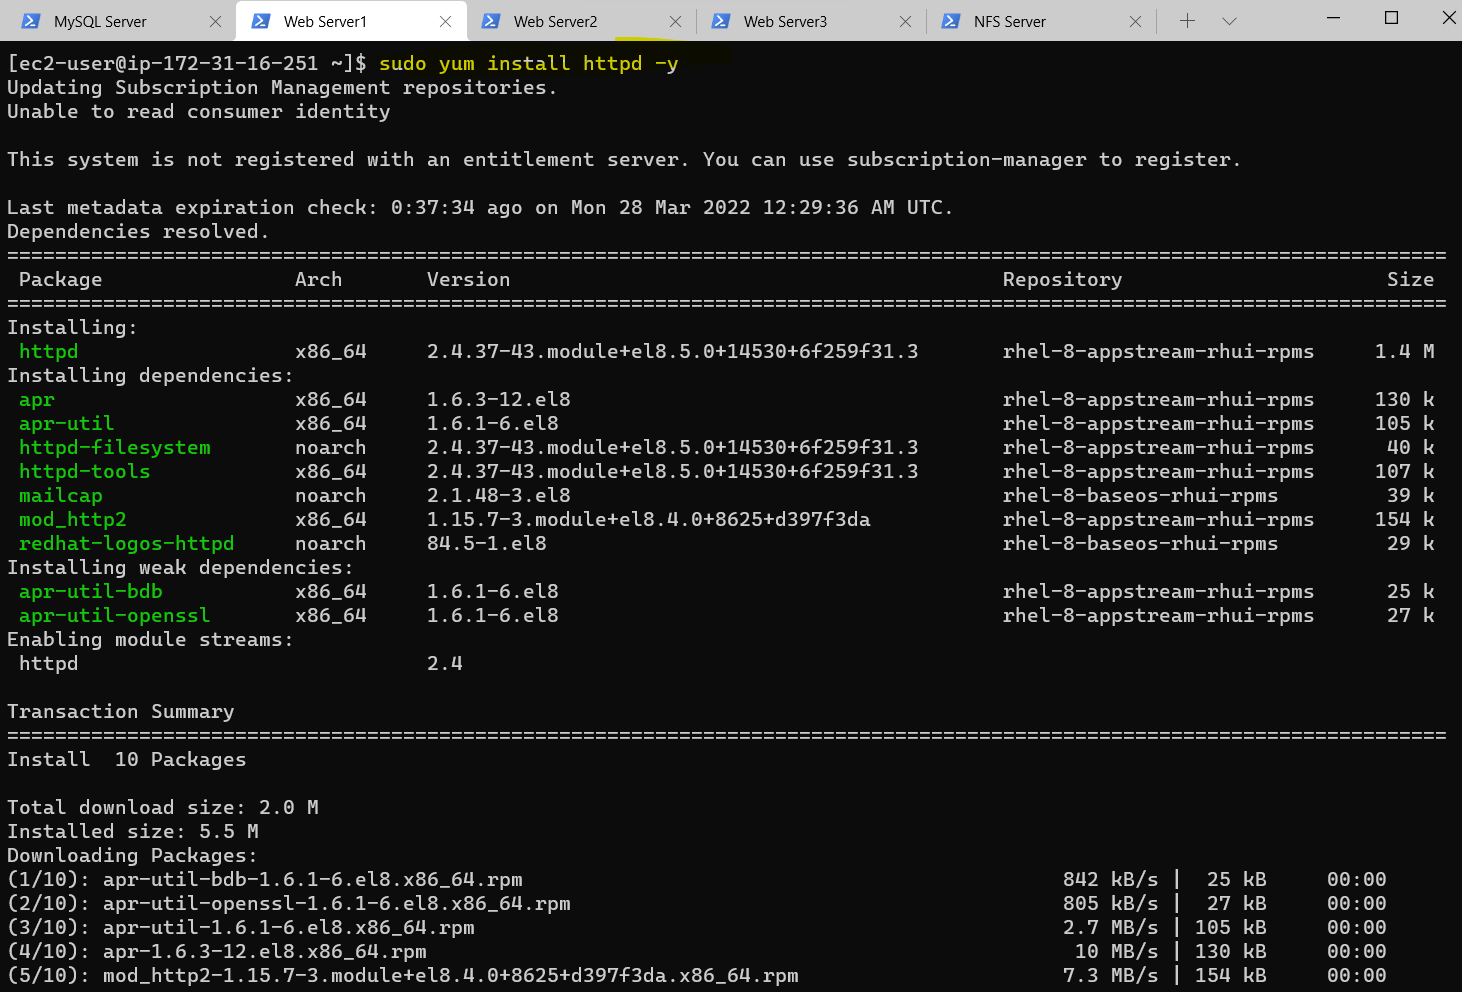 MySQL Server Web Server1 Web Server2 Web Server3 NFS Server
[ec2-user@ip-172-31-16-251 ~]$ sudo yum install httpd -y
Updating Subscription Management repositories.
Unable to read consumer identity
This system is not registered with an entitlement server. You can use subscription-manager to register.
Last metadata expiration check: 0:37:34 ago on Mon 28 Mar 2022 12:29:36 AM UTC.
Dependencies resolved.
========================================================================================================================
Package Arch Version Repository Size
========================================================================================================================
Installing:
httpd x86_64 2.4.37-43.module+el8.5.0+14530+6f259f31.3 rhel-8-appstream-rhui-rpms 1.4 M
Installing dependencies:
apr x86_64 1.6.3-12.el8 rhel-8-appstream-rhui-rpms 130 k
apr-util x86_64 1.6.1-6.el8 rhel-8-appstream-rhui-rpms 105 k
httpd-filesystem noarch 2.4.37-43.module+el8.5.0+14530+6f259f31.3 rhel-8-appstream-rhui-rpms 40 k
httpd-tools x86_64 2.4.37-43.module+el8.5.0+14530+6f259f31.3 rhel-8-appstream-rhui-rpms 107 k
mailcap noarch 2.1.48-3.el8 rhel-8-baseos-rhui-rpms 39 k
mod_http2 x86_64 1.15.7-3.module+el8.4.0+8625+d397f3da rhel-8-appstream-rhui-rpms 154 k
redhat-logos-httpd noarch 84.5-1.el8 rhel-8-baseos-rhui-rpms 29 k
Installing weak dependencies:
apr-util-bdb x86_64 1.6.1-6.el8 rhel-8-appstream-rhui-rpms 25 k
apr-util-openssl x86_64 1.6.1-6.el8 rhel-8-appstream-rhui-rpms 27 k
Enabling module streams:
httpd 2.4
Transaction Summary
========================================================================================================================
Install 10 Packages
Total download size: 2.0 M
Installed size: 5.5 M
Downloading Packages:
(1/10): apr-util-bdb-1.6.1-6.el8.x86_64.rpm 842 kB/s | 25 kB 00:00
(2/10): apr-util-openssl-1.6.1-6.el8.x86_64.rpm 805 kB/s | 27 kB 00:00
(3/10): apr-util-1.6.1-6.el8.x86_64.rpm 2.7 MB/s | 105 kB 00:00
(4/10): apr-1.6.3-12.el8.x86_64.rpm 10 MB/s | 130 kB 00:00
(5/10): mod_http2-1.15.7-3.module+el8.4.0+8625+d397f3da.x86_64.rpm 7.3 MB/s | 154 kB 00:00